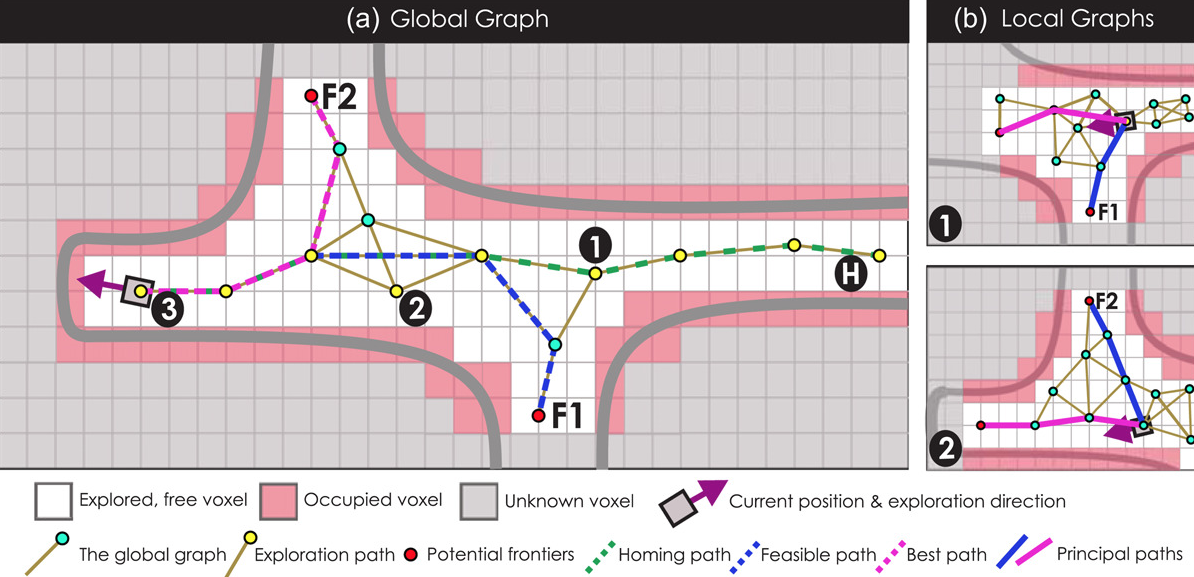 (a) Global Graph
F2
1
H
2
3
F1
(b) Local Graphs
F1
1
F2
2
Explored, free voxel
Occupied voxel
Unknown voxel
Current position & exploration direction
The global graph
Exploration path
Potential frontiers
Homing path
Feasible path
Best path
Principal paths